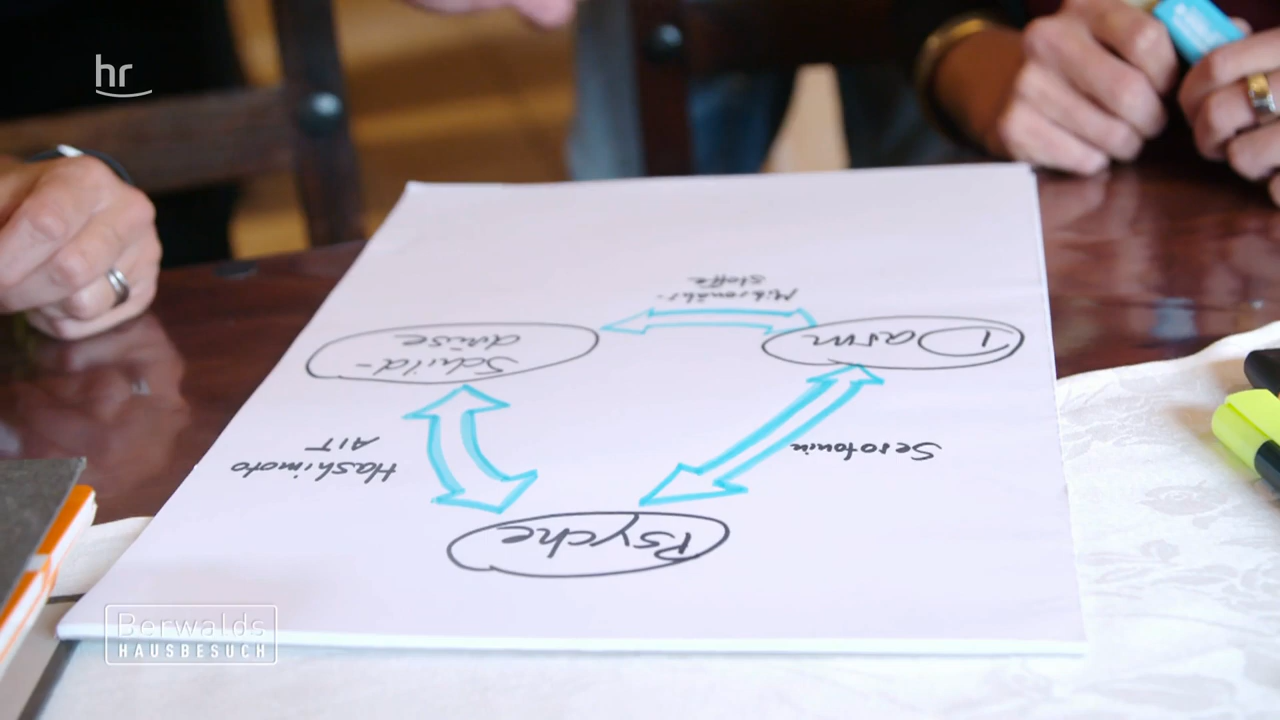 hr
Mikronähr-
stoffe
Schild-
drüse
Darm
Serotonin
Hashimoto
AIT
Psyche
Berwalds
HAUSBESUCH